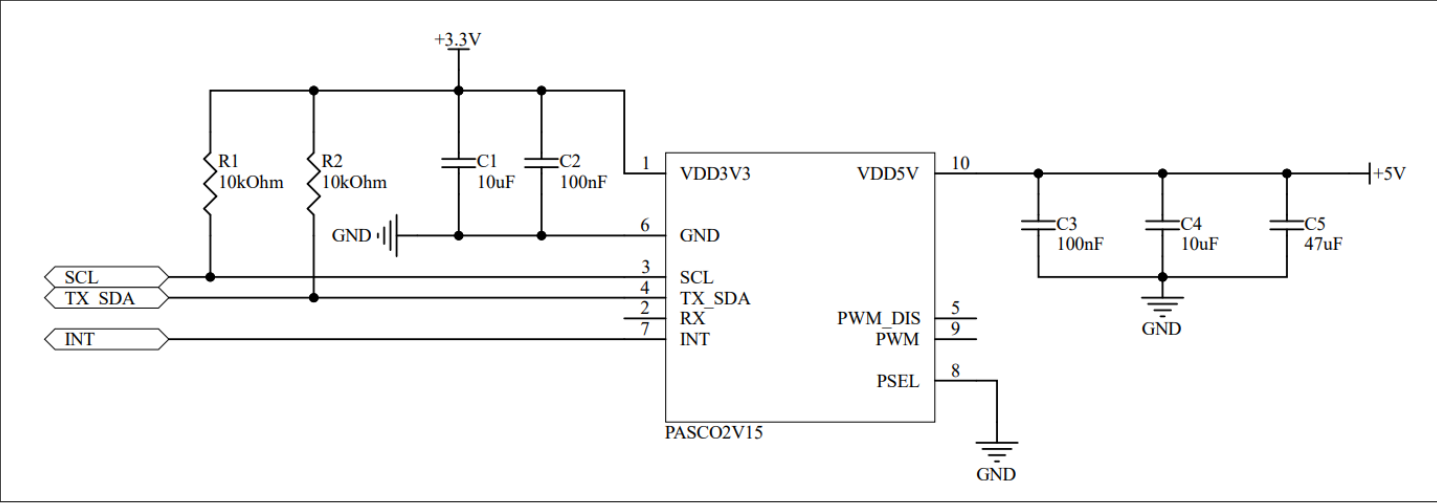 +3.3V
R1
10kOhm
R2
10kOhm
C1
10uF
C2
100nF
1
VDD3V3
VDD5V
10
+5V
GND
6
GND
C3
100nF
C4
10uF
C5
47uF
SCL
3
SCL
TX_SDA
4
TX_SDA
2
RX
PWM_DIS
5
INT
7
INT
PWM
9
GND
PSEL
8
PASCO2V15
GND